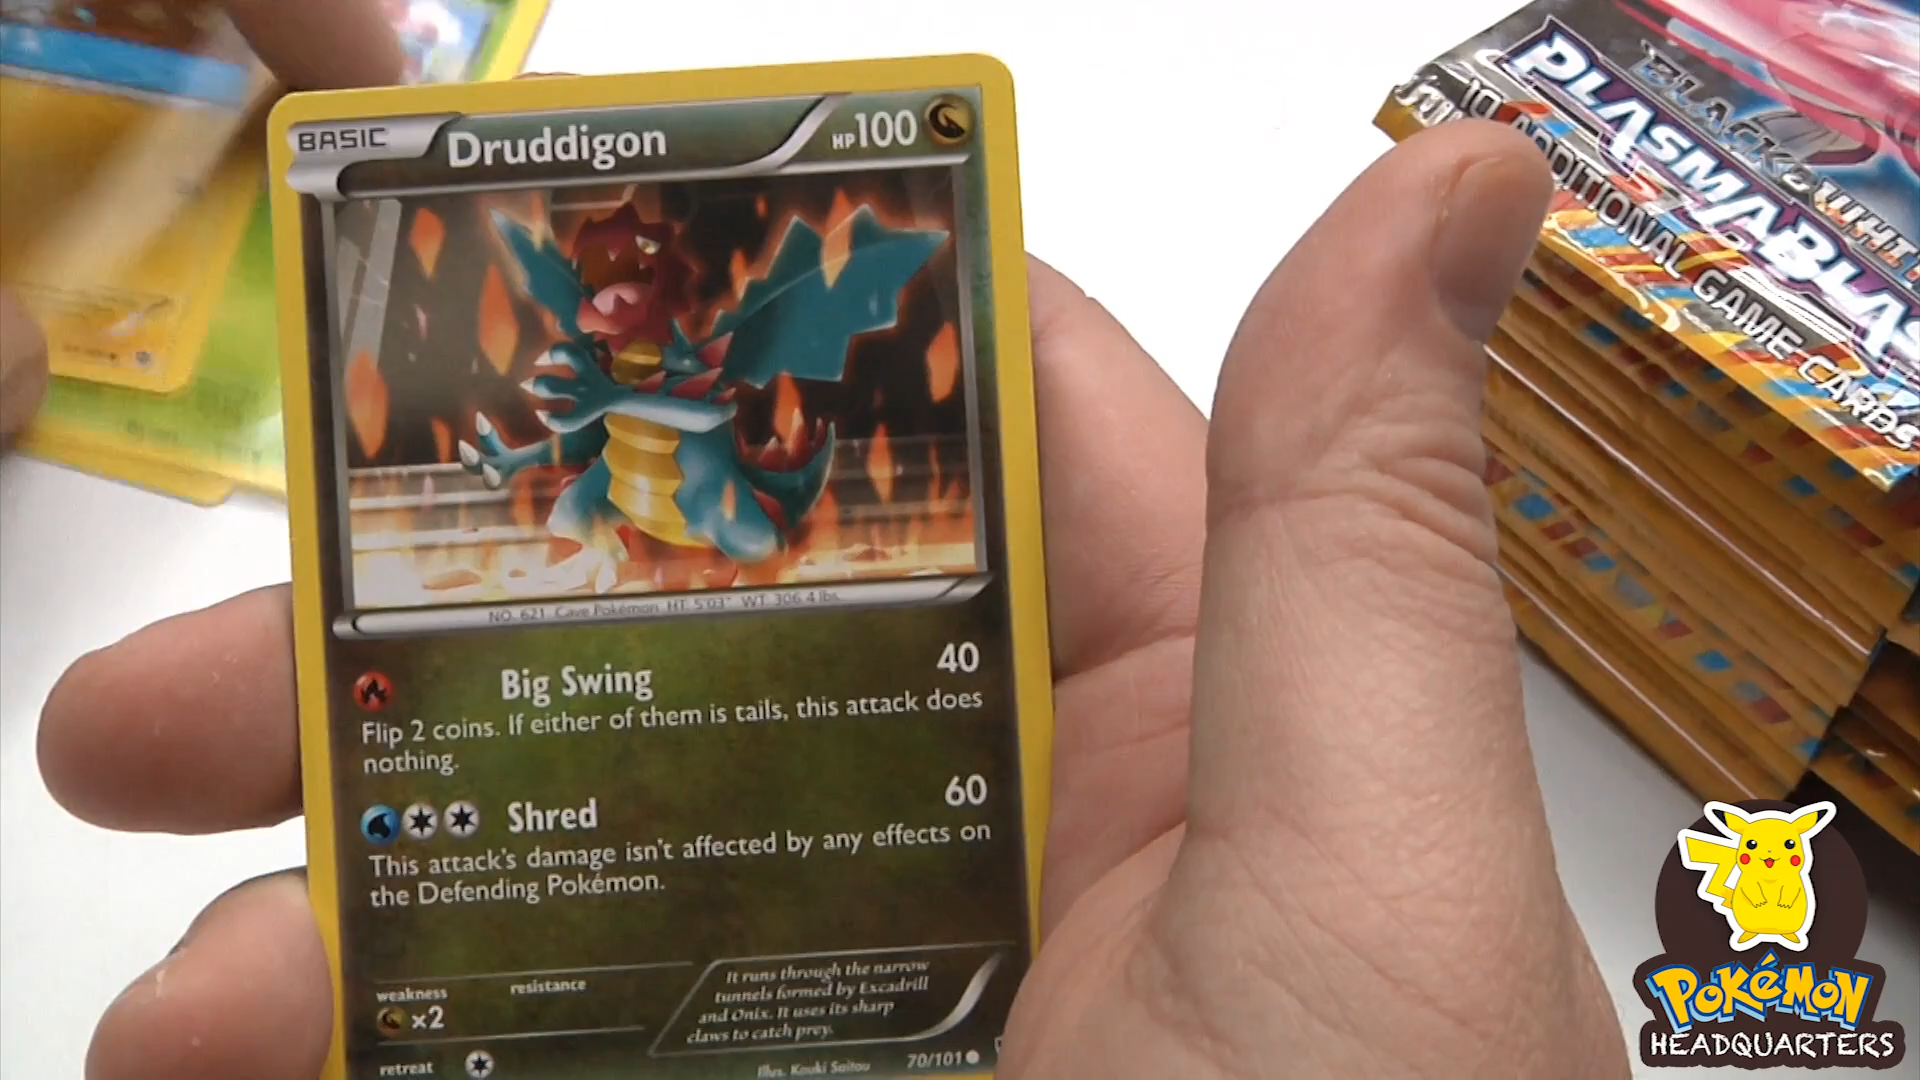 BASIC
Druddigon
HP100
NO. 621 Cave Pokémon HT: 5'03" WT: 306.4 lbs.
Big Swing 40
Flip 2 coins. If either of them is tails, this attack does
nothing.
Shred 60
This attack's damage isn't affected by any effects on
the Defending Pokémon.
weakness
×2
resistance
retreat
It runs through the narrow
tunnels formed by Excadrill
and Onix. It uses its sharp
claws to catch prey.
Illus. Kouki Saitou
70/101
BLACK & WHI
PLASMA BLAS
10 ADDITIONAL GAME CARDS
POKéMON
HEADQUARTERS